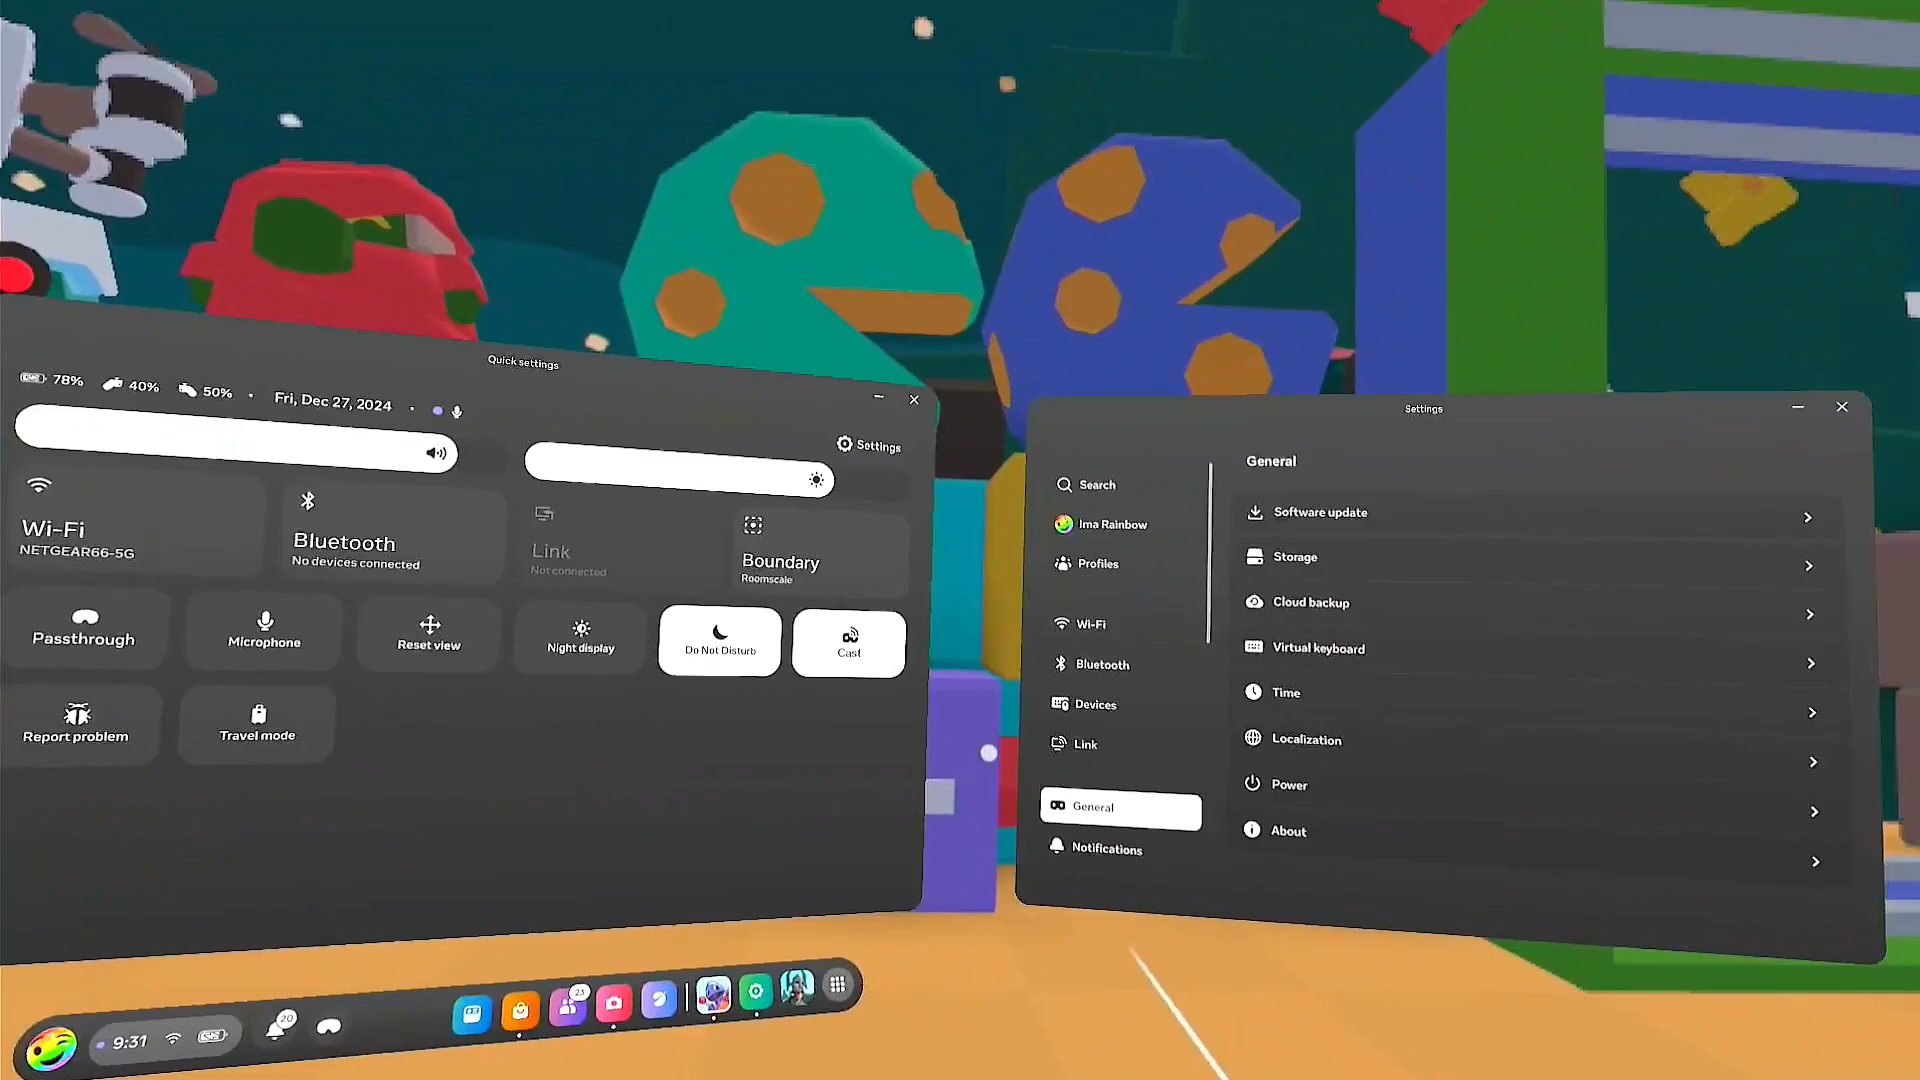 Quick settings
78% 40% 50% · Fri, Dec 27, 2024 ·
Settings
Wi-Fi
NETGEAR66-5G
Bluetooth
No devices connected
Link
Not connected
Boundary
Roomscale
Passthrough
Microphone
Reset view
Night display
Do Not Disturb
Cast
Report problem
Travel mode
Settings
Search
Ima Rainbow
Profiles
Wi-Fi
Bluetooth
Devices
Link
General
Notifications
General
Software update
Storage
Cloud backup
Virtual keyboard
Time
Localization
Power
About
9:31
20
23